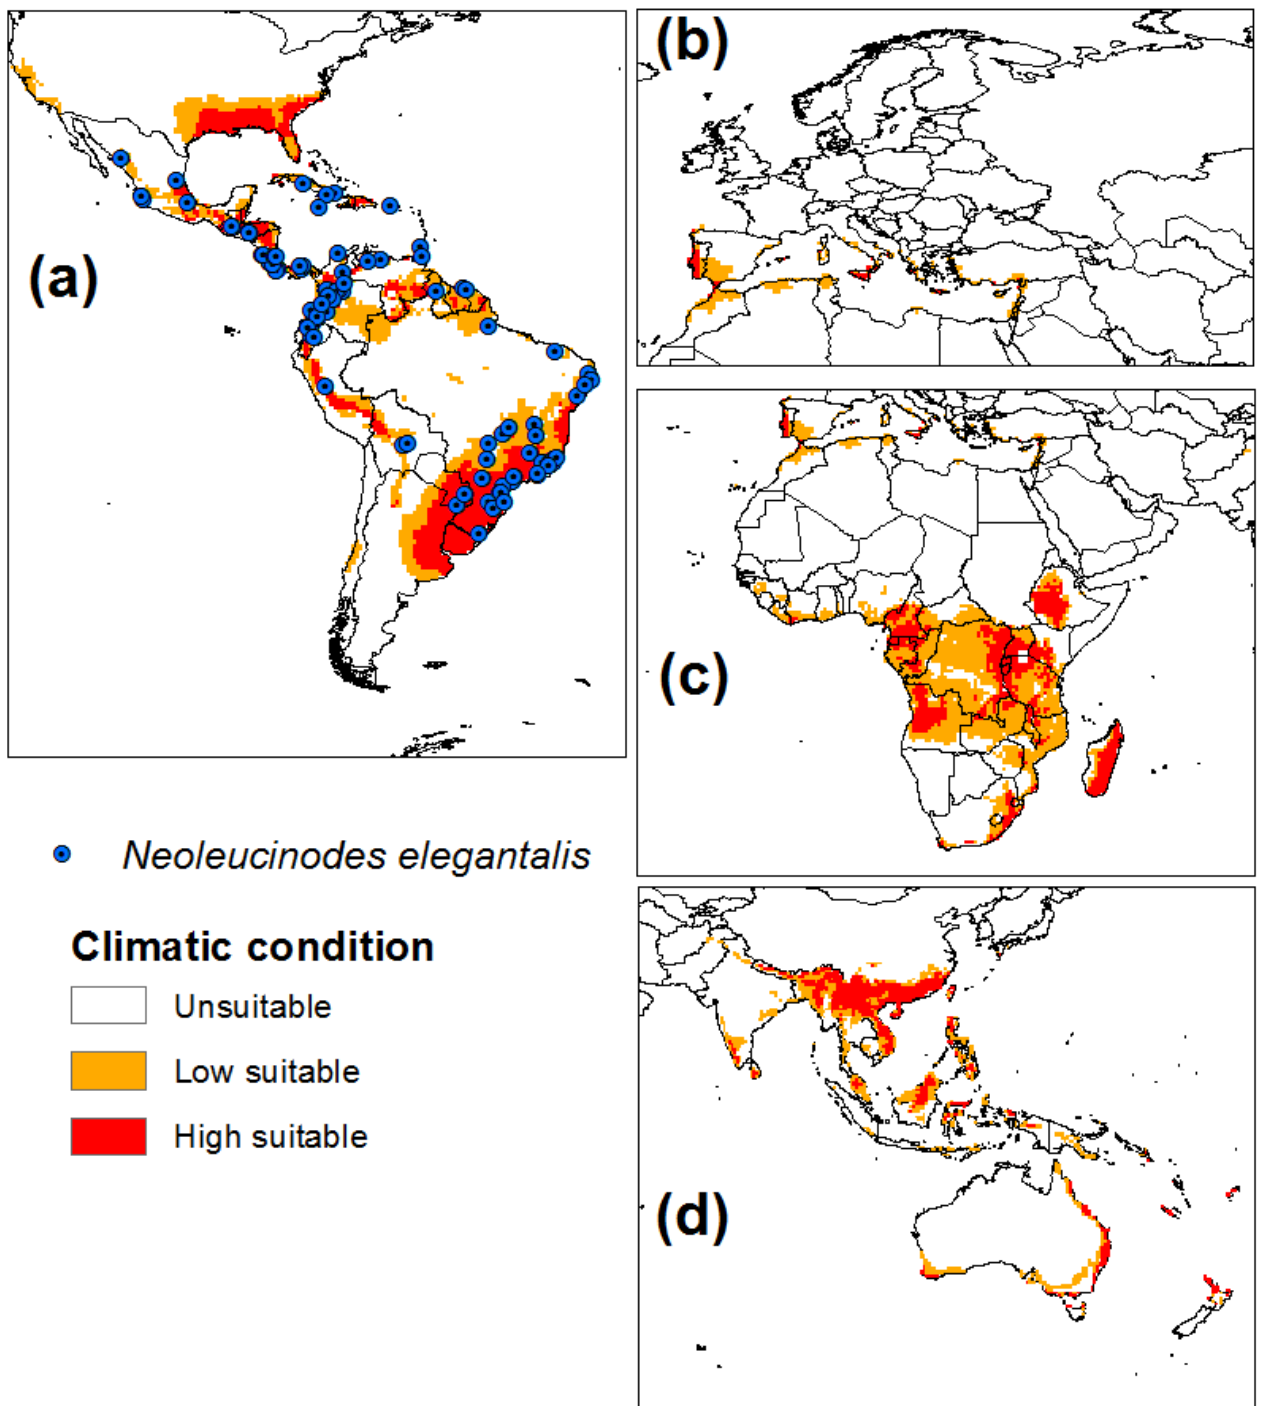 (a)
(b)
(c)
(d)
Neoleucinodes elegantalis
Climatic condition
Unsuitable
Low suitable
High suitable